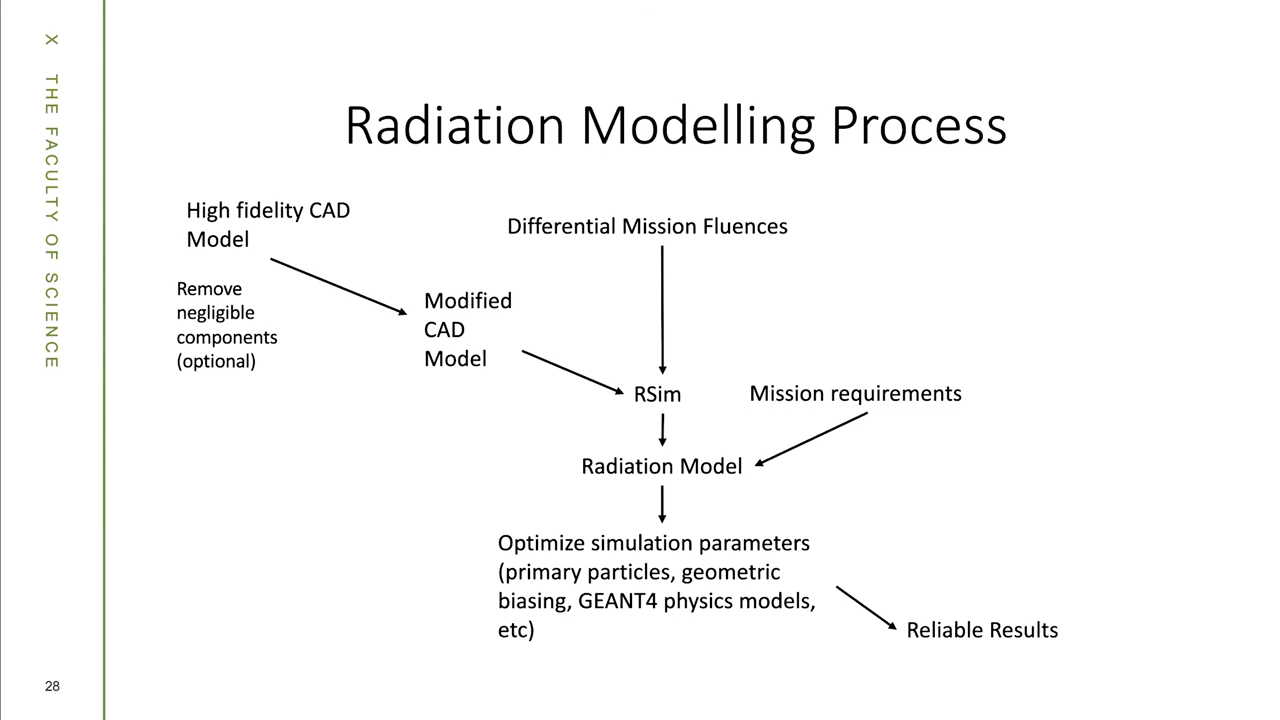 X THE FACULTY OF SCIENCE
Radiation Modelling Process
High fidelity CAD
Model
Differential Mission Fluences
Remove
negligible
components
(optional)
Modified
CAD
Model
RSim
Mission requirements
Radiation Model
Optimize simulation parameters
(primary particles, geometric
biasing, GEANT4 physics models,
etc)
Reliable Results
28